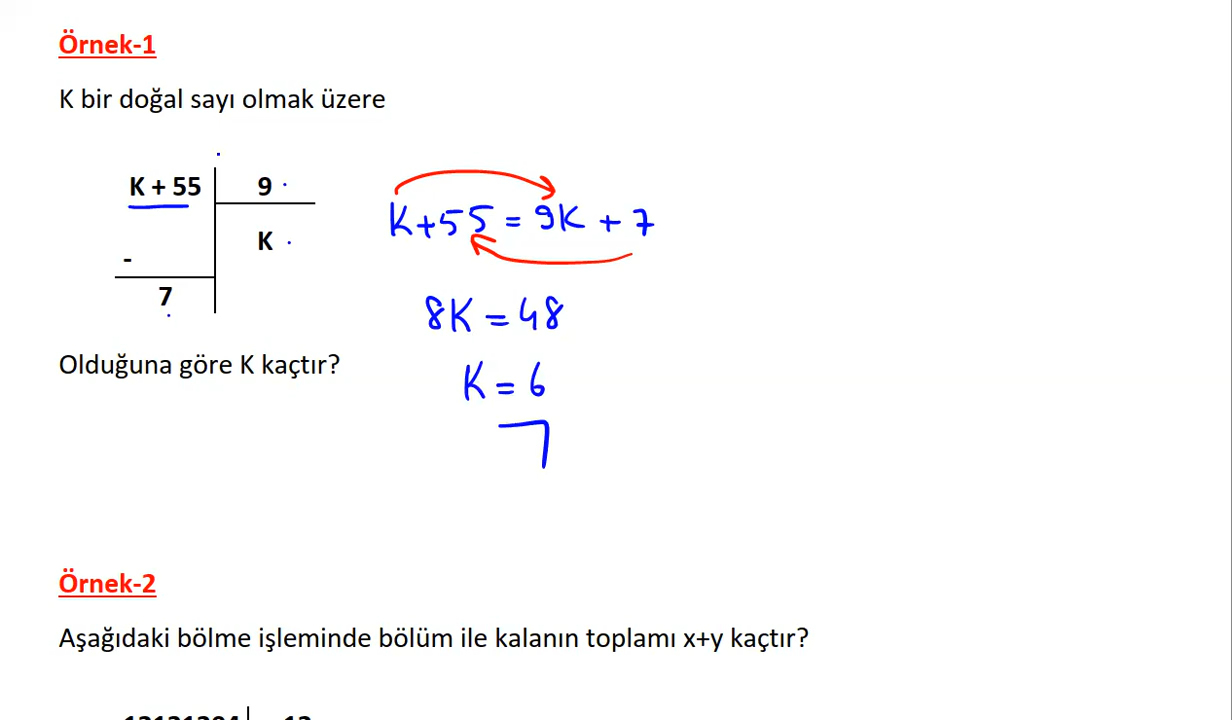 Örnek-1
K bir doğal sayı olmak üzere
K + 55 9
K
-
7
K+55 = 9K + 7
8K = 48
K = 6
Olduğuna göre K kaçtır?
Örnek-2
Aşağıdaki bölme işleminde bölüm ile kalanın toplamı x+y kaçtır?